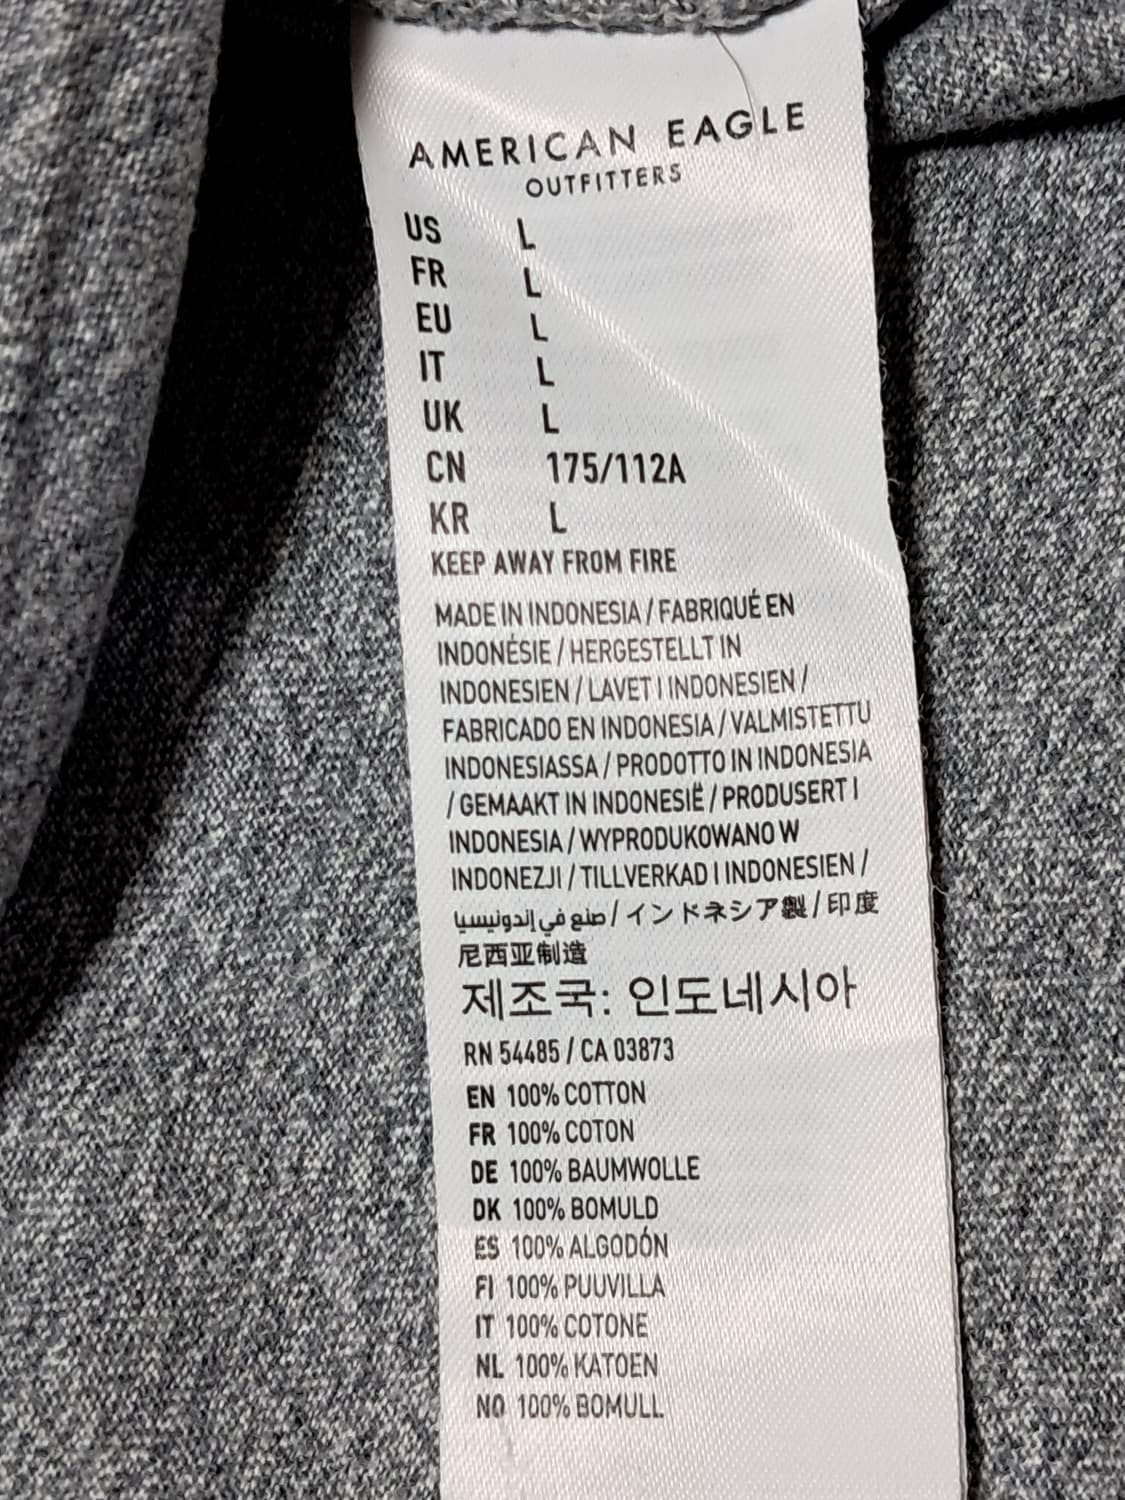 AMERICAN EAGLE
OUTFITTERS
US L
FR L
EU L
IT L
UK L
CN 175/112A
KR L
KEEP AWAY FROM FIRE
MADE IN INDONESIA / FABRIQUÉ EN
INDONÉSIE / HERGESTELLT IN
INDONESIEN / LAVET I INDONESIEN /
FABRICADO EN INDONESIA / VALMISTETTU
INDONESIASSA / PRODOTTO IN INDONESIA
/ GEMAAKT IN INDONESIË / PRODUSERT I
INDONESIA / WYPRODUKOWANO W
INDONEZJI / TILLVERKAD I INDONESIEN /
صنع في إندونيسيا / インドネシア製 / 印度
尼西亚制造
제조국: 인도네시아
RN 54485 / CA 03873
EN 100% COTTON
FR 100% COTON
DE 100% BAUMWOLLE
DK 100% BOMULD
ES 100% ALGODÓN
FI 100% PUUVILLA
IT 100% COTONE
NL 100% KATOEN
NO 100% BOMULL